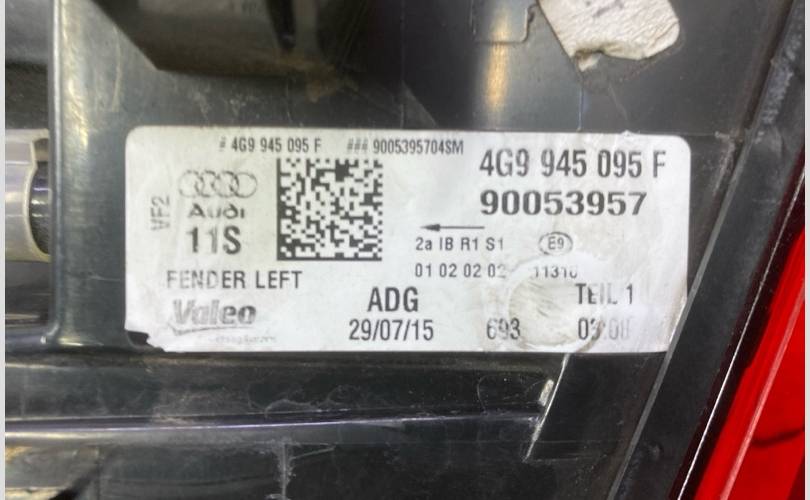 # 4G9 945 095 F ### 9005395704SM
4G9 945 095 F
90053957
VF2
Audi
11S
2a IB R1 S1 E9
01 02 02 02 11310
FENDER LEFT
Valeo
ADG
TEIL 1
29/07/15
693